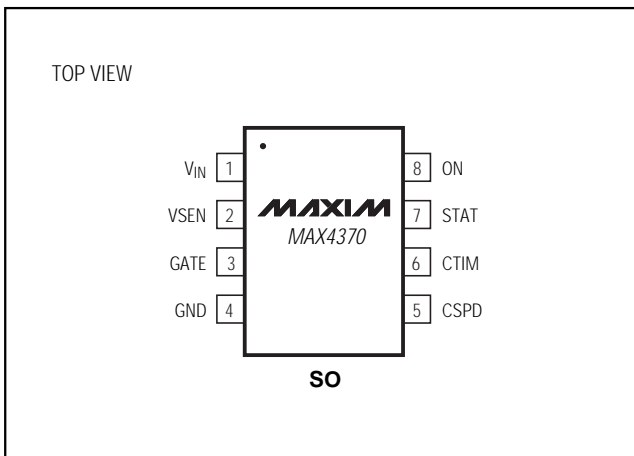 TOP VIEW
VIN 1
VSEN 2
GATE 3
GND 4
MAXIM
MAX4370
8 ON
7 STAT
6 CTIM
5 CSPD
SO